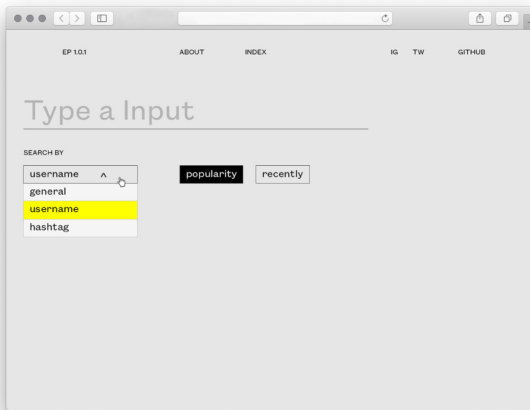 EP 1.0.1 ABOUT INDEX IG TW GITHUB
Type a Input
SEARCH BY
username ^ popularity recently
general
username
hashtag